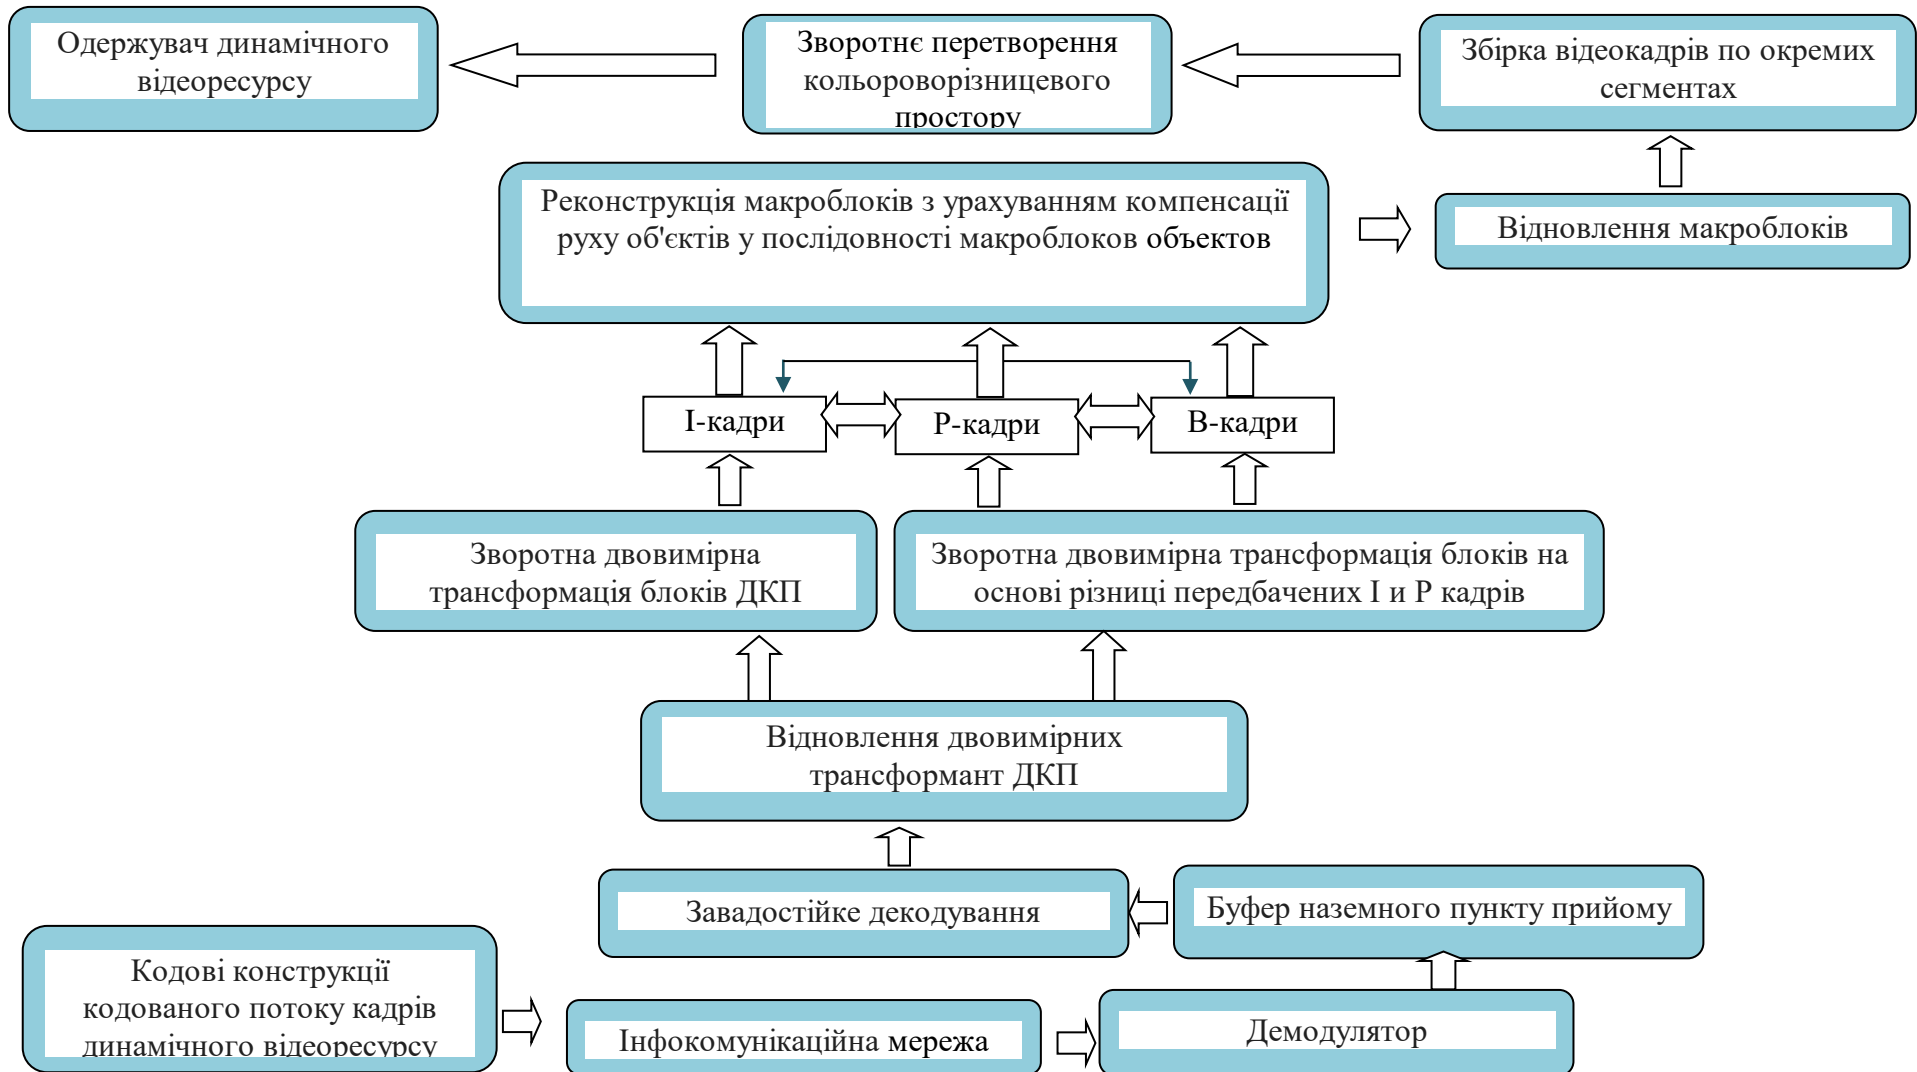 Одержувач динамічного
відеоресурсу
Зворотнє перетворення
кольороворізницевого
простору
Збірка відеокадрів по окремих
сегментах
Реконструкція макроблоків з урахуванням компенсації
руху об'єктів у послідовності макроблоков объектов
Відновлення макроблоків
I-кадри
P-кадри
B-кадри
Зворотна двовимірна
трансформація блоків ДКП
Зворотна двовимірна трансформація блоків на
основі різниці передбачених I и P кадрів
Відновлення двовимірних
трансформант ДКП
Завадостійке декодування
Буфер наземного пункту прийому
Кодові конструкції
кодованого потоку кадрів
динамічного відеоресурсу
Інфокомунікаційна мережа
Демодулятор